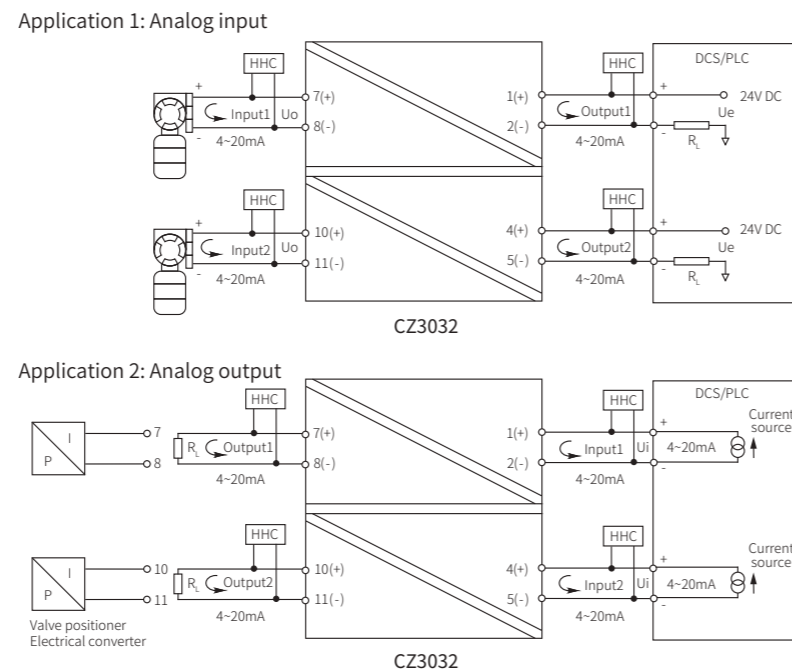 Application 1: Analog input
HHC
HHC
DCS/PLC
+
7(+)
1(+)
+
24V DC
Input1
Uo
Output1
Ue
-
8(-)
2(-)
-
4~20mA
4~20mA
RL
HHC
HHC
+
10(+)
4(+)
+
24V DC
Input2
Uo
Output2
Ue
-
11(-)
5(-)
-
4~20mA
4~20mA
RL
CZ3032
Application 2: Analog output
HHC
HHC
DCS/PLC
Current
source
I
P
7
8
RL
Output1
7(+)
8(-)
1(+)
2(-)
Input1
Ui
+
-
4~20mA
4~20mA
4~20mA
HHC
HHC
Current
source
I
P
10
11
RL
Output2
10(+)
11(-)
4(+)
5(-)
Input2
Ui
+
-
4~20mA
4~20mA
4~20mA
Valve positioner
Electrical converter
CZ3032